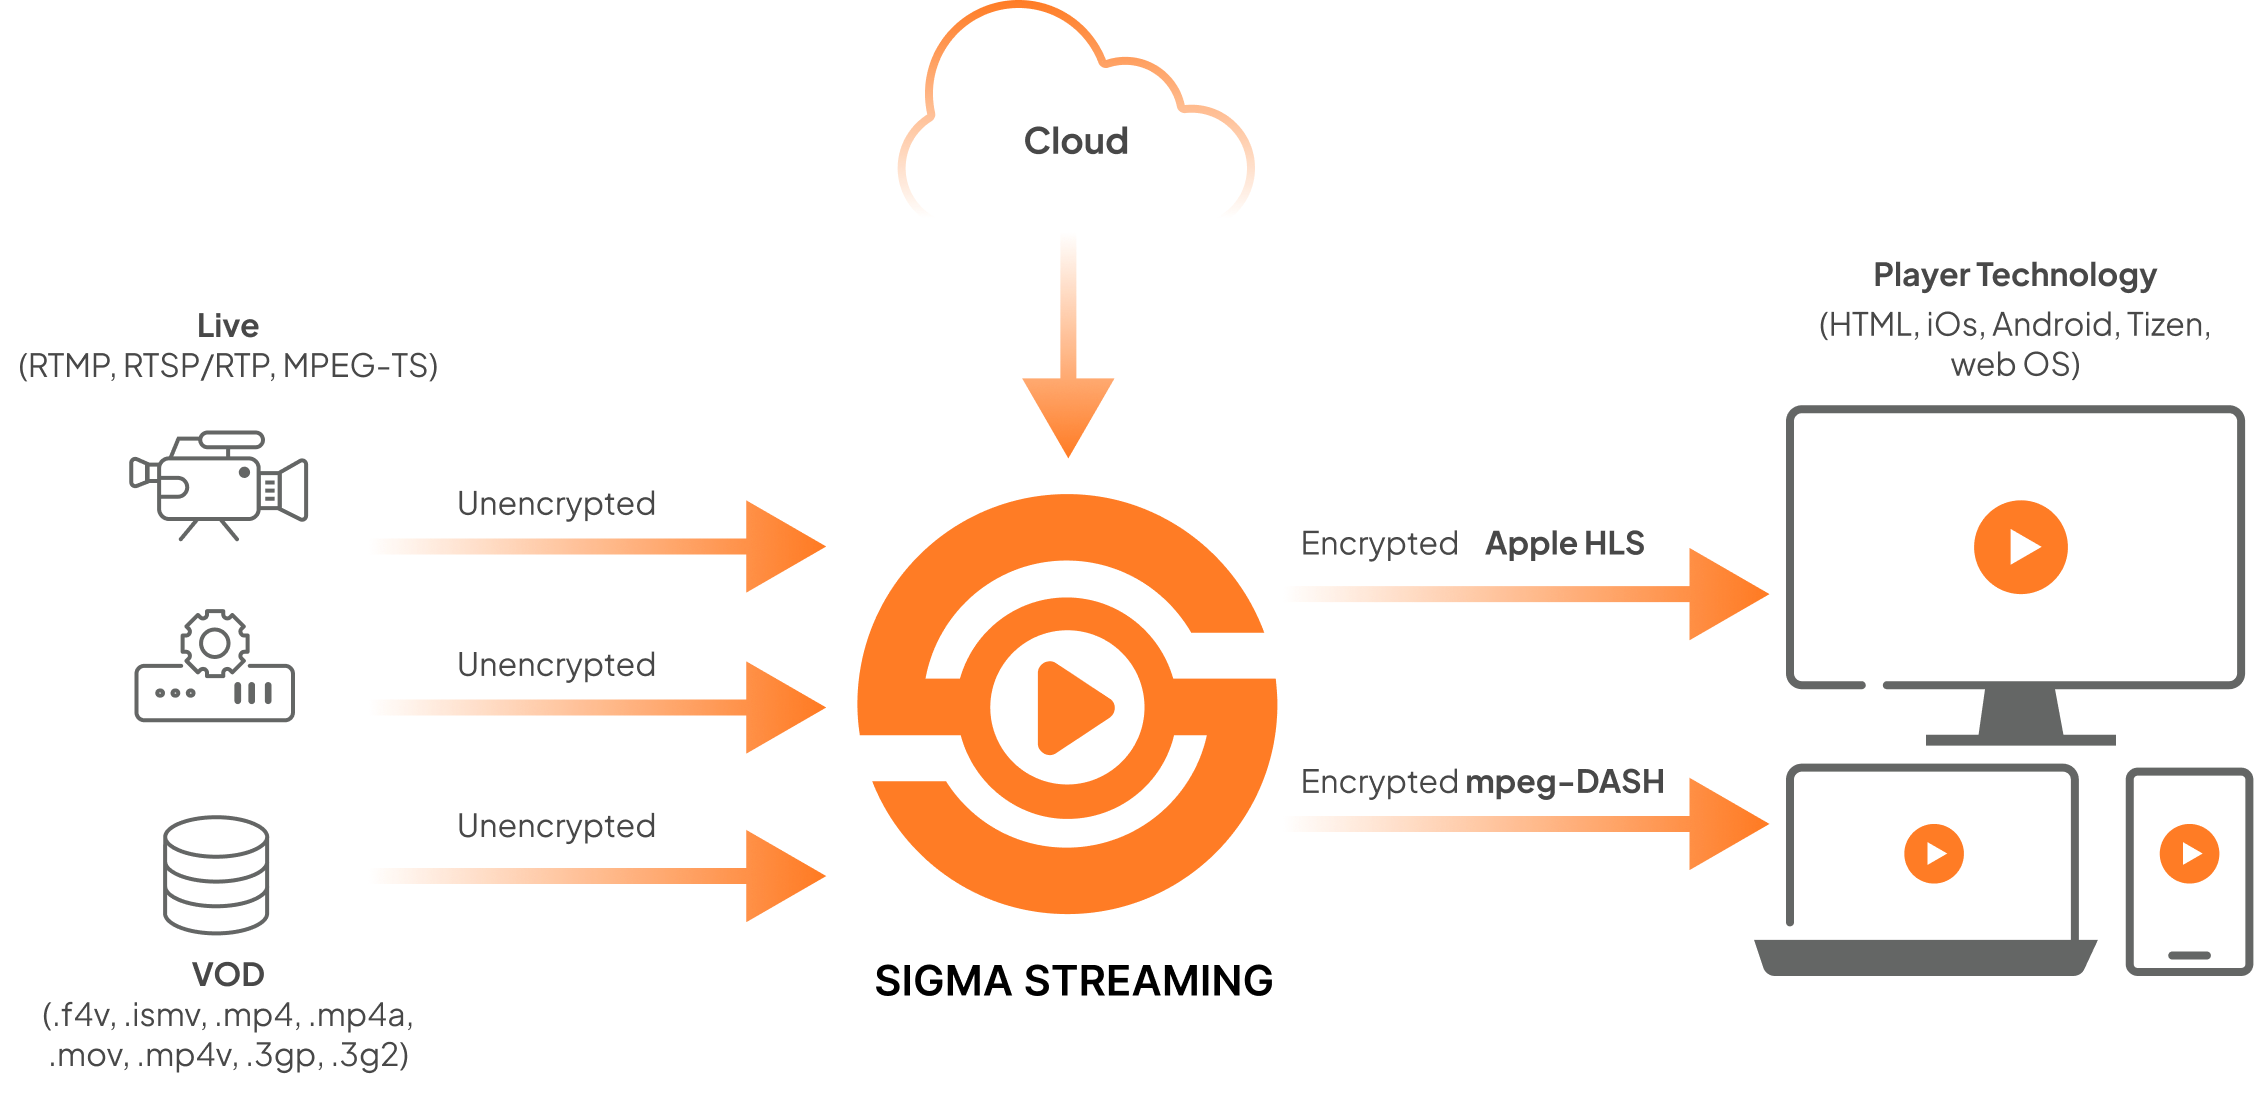 Cloud
Live
(RTMP, RTSP/RTP, MPEG-TS)
Unencrypted
Unencrypted
Unencrypted
VOD
(.f4v, .ismv, .mp4, .mp4a,
.mov, .mp4v, .3gp, .3g2)
SIGMA STREAMING
Encrypted Apple HLS
Encrypted mpeg-DASH
Player Technology
(HTML, iOs, Android, Tizen,
web OS)